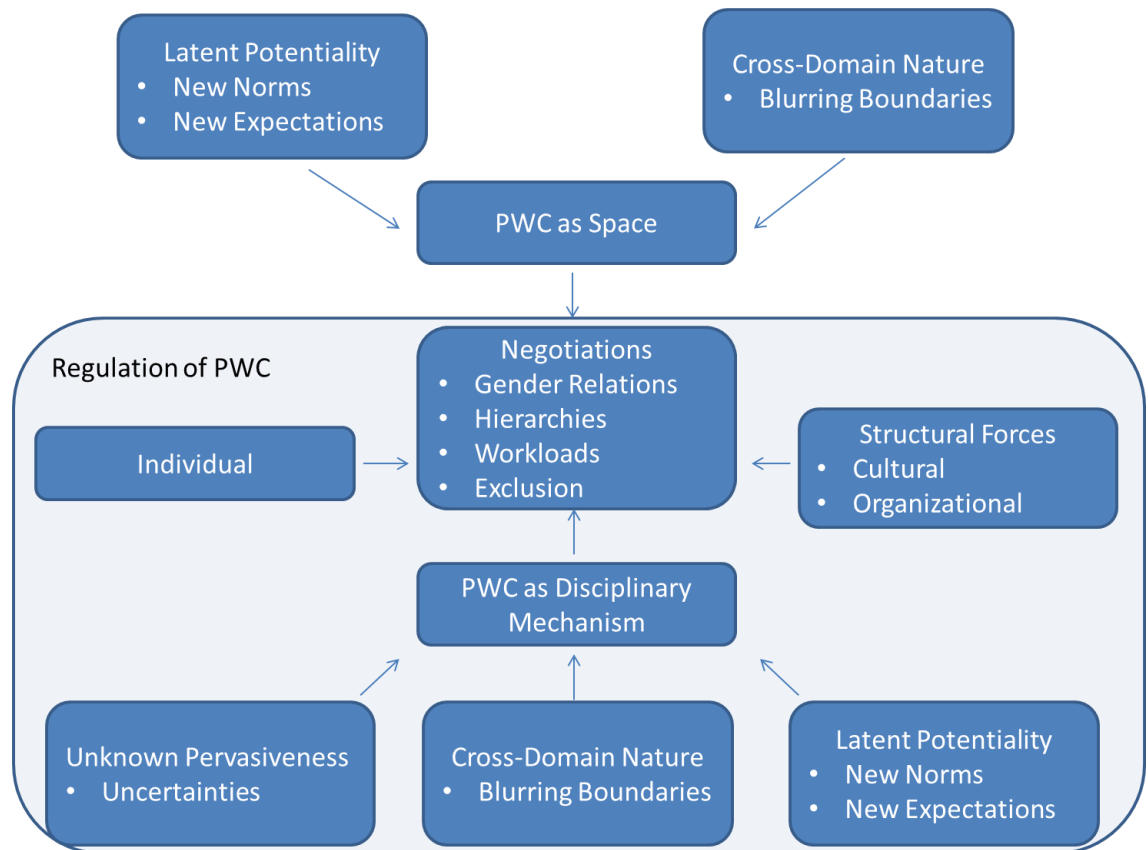 Latent Potentiality
• New Norms
• New Expectations
Cross-Domain Nature
• Blurring Boundaries
PWC as Space
Regulation of PWC
Negotiations
• Gender Relations
• Hierarchies
• Workloads
• Exclusion
Individual
Structural Forces
• Cultural
• Organizational
PWC as Disciplinary
Mechanism
Unknown Pervasiveness
• Uncertainties
Cross-Domain Nature
• Blurring Boundaries
Latent Potentiality
• New Norms
• New Expectations